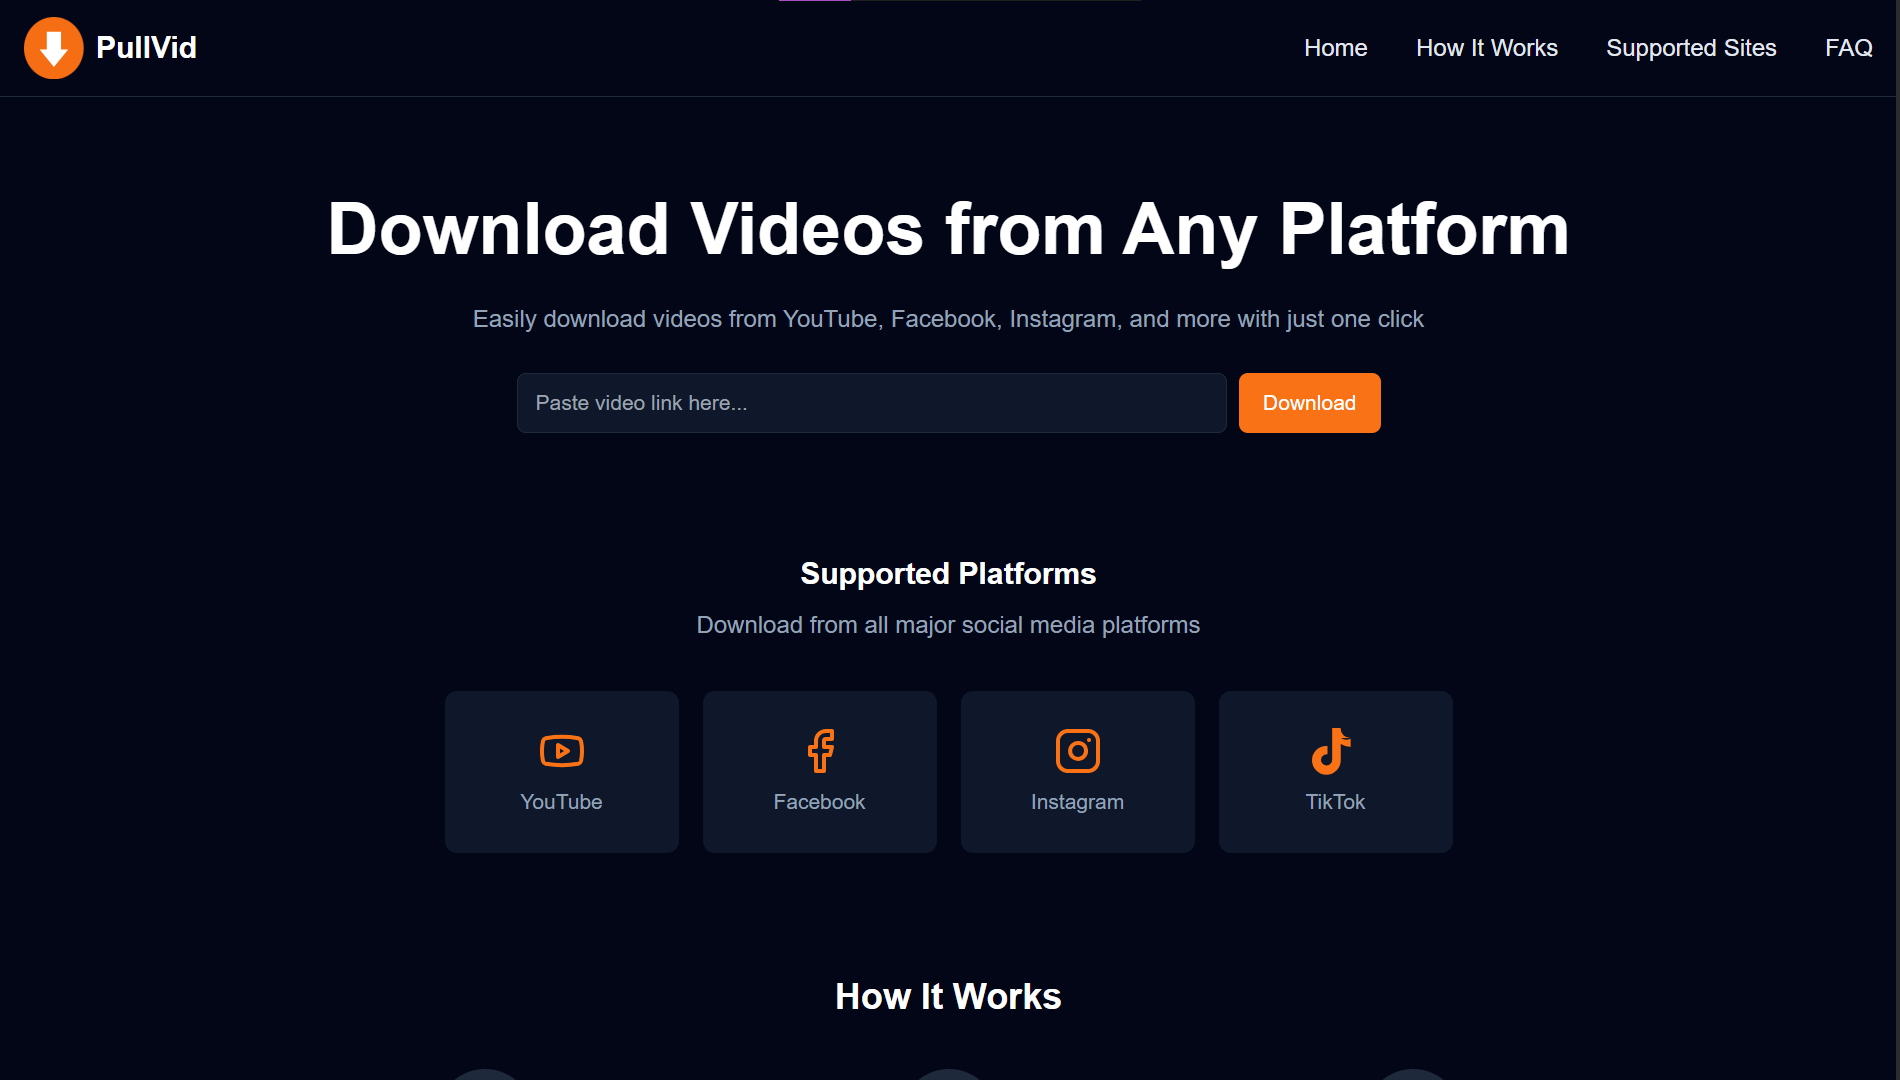 PullVid
Home
How It Works
Supported Sites
FAQ
Download Videos from Any Platform
Easily download videos from YouTube, Facebook, Instagram, and more with just one click
Paste video link here...
Download
Supported Platforms
Download from all major social media platforms
YouTube
Facebook
Instagram
TikTok
How It Works